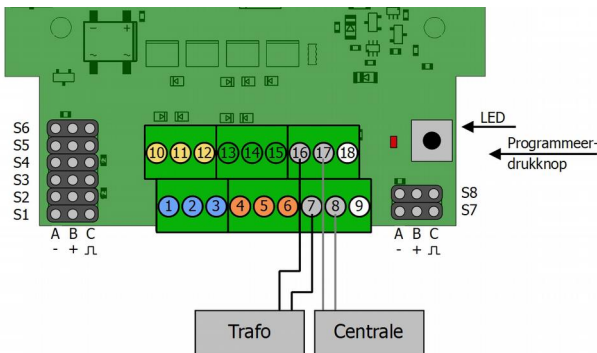 - +
~ ~
S6
S5
S4
S3
S2
S1
A B C
- +
10 11 12 13 14 15 16 17 18
1 2 3 4 5 6 7 8 9
LED
Programmeer-
drukknop
S8
S7
A B C
- +
Trafo
Centrale